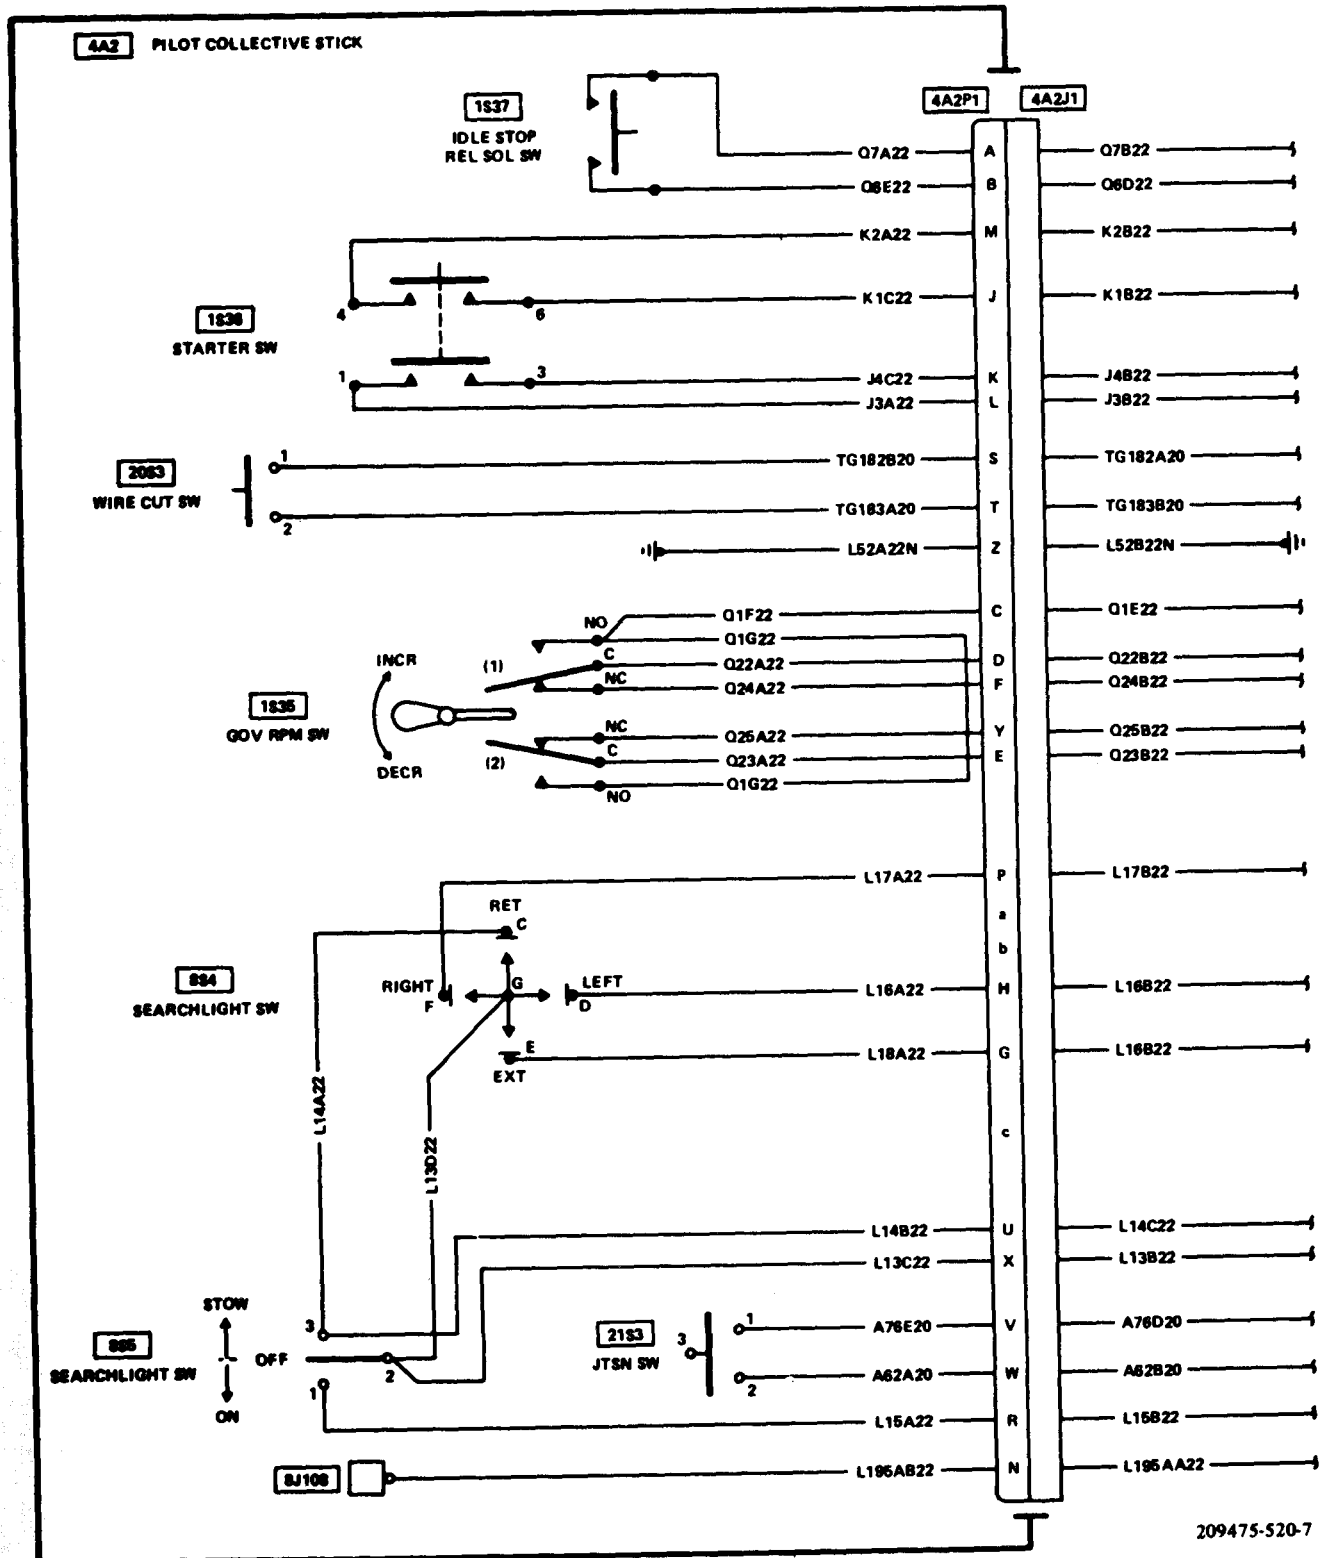 4A2 PILOT COLLECTIVE STICK
4A2P1 4A2J1
1S37
IDLE STOP
REL SOL SW
Q7A22 A Q7B22
Q6E22 B Q6D22
K2A22 M K2B22
4 6 K1C22 J K1B22
1S36
STARTER SW
1 3 J4C22 K J4B22
J3A22 L J3B22
20S3
WIRE CUT SW
1 TG182B20 S TG182A20
2 TG183A20 T TG183B20
L52A22N Z L52B22N
NO Q1F22 C Q1E22
Q1G22
INCR (1) C Q22A22 D Q22B22
NC Q24A22 F Q24B22
1S35
GOV RPM SW
NC Q25A22 Y Q25B22
DECR (2) C Q23A22 E Q23B22
NO Q1G22
L17A22 P L17B22
RET
C
a
b
8S4
SEARCHLIGHT SW
RIGHT F G LEFT D L16A22 H L16B22
E L18A22 G L16B22
EXT
L14A22
L13D22
c
L14B22 U L14C22
L13C22 X L13B22
STOW
8S5
SEARCHLIGHT SW
OFF
ON
3
2
1
21S3
JTSN SW
3
1 A76E20 V A76D20
2 A62A20 W A62B20
L15A22 R L15B22
8J108 L195AB22 N L195AA22
209475-520-7